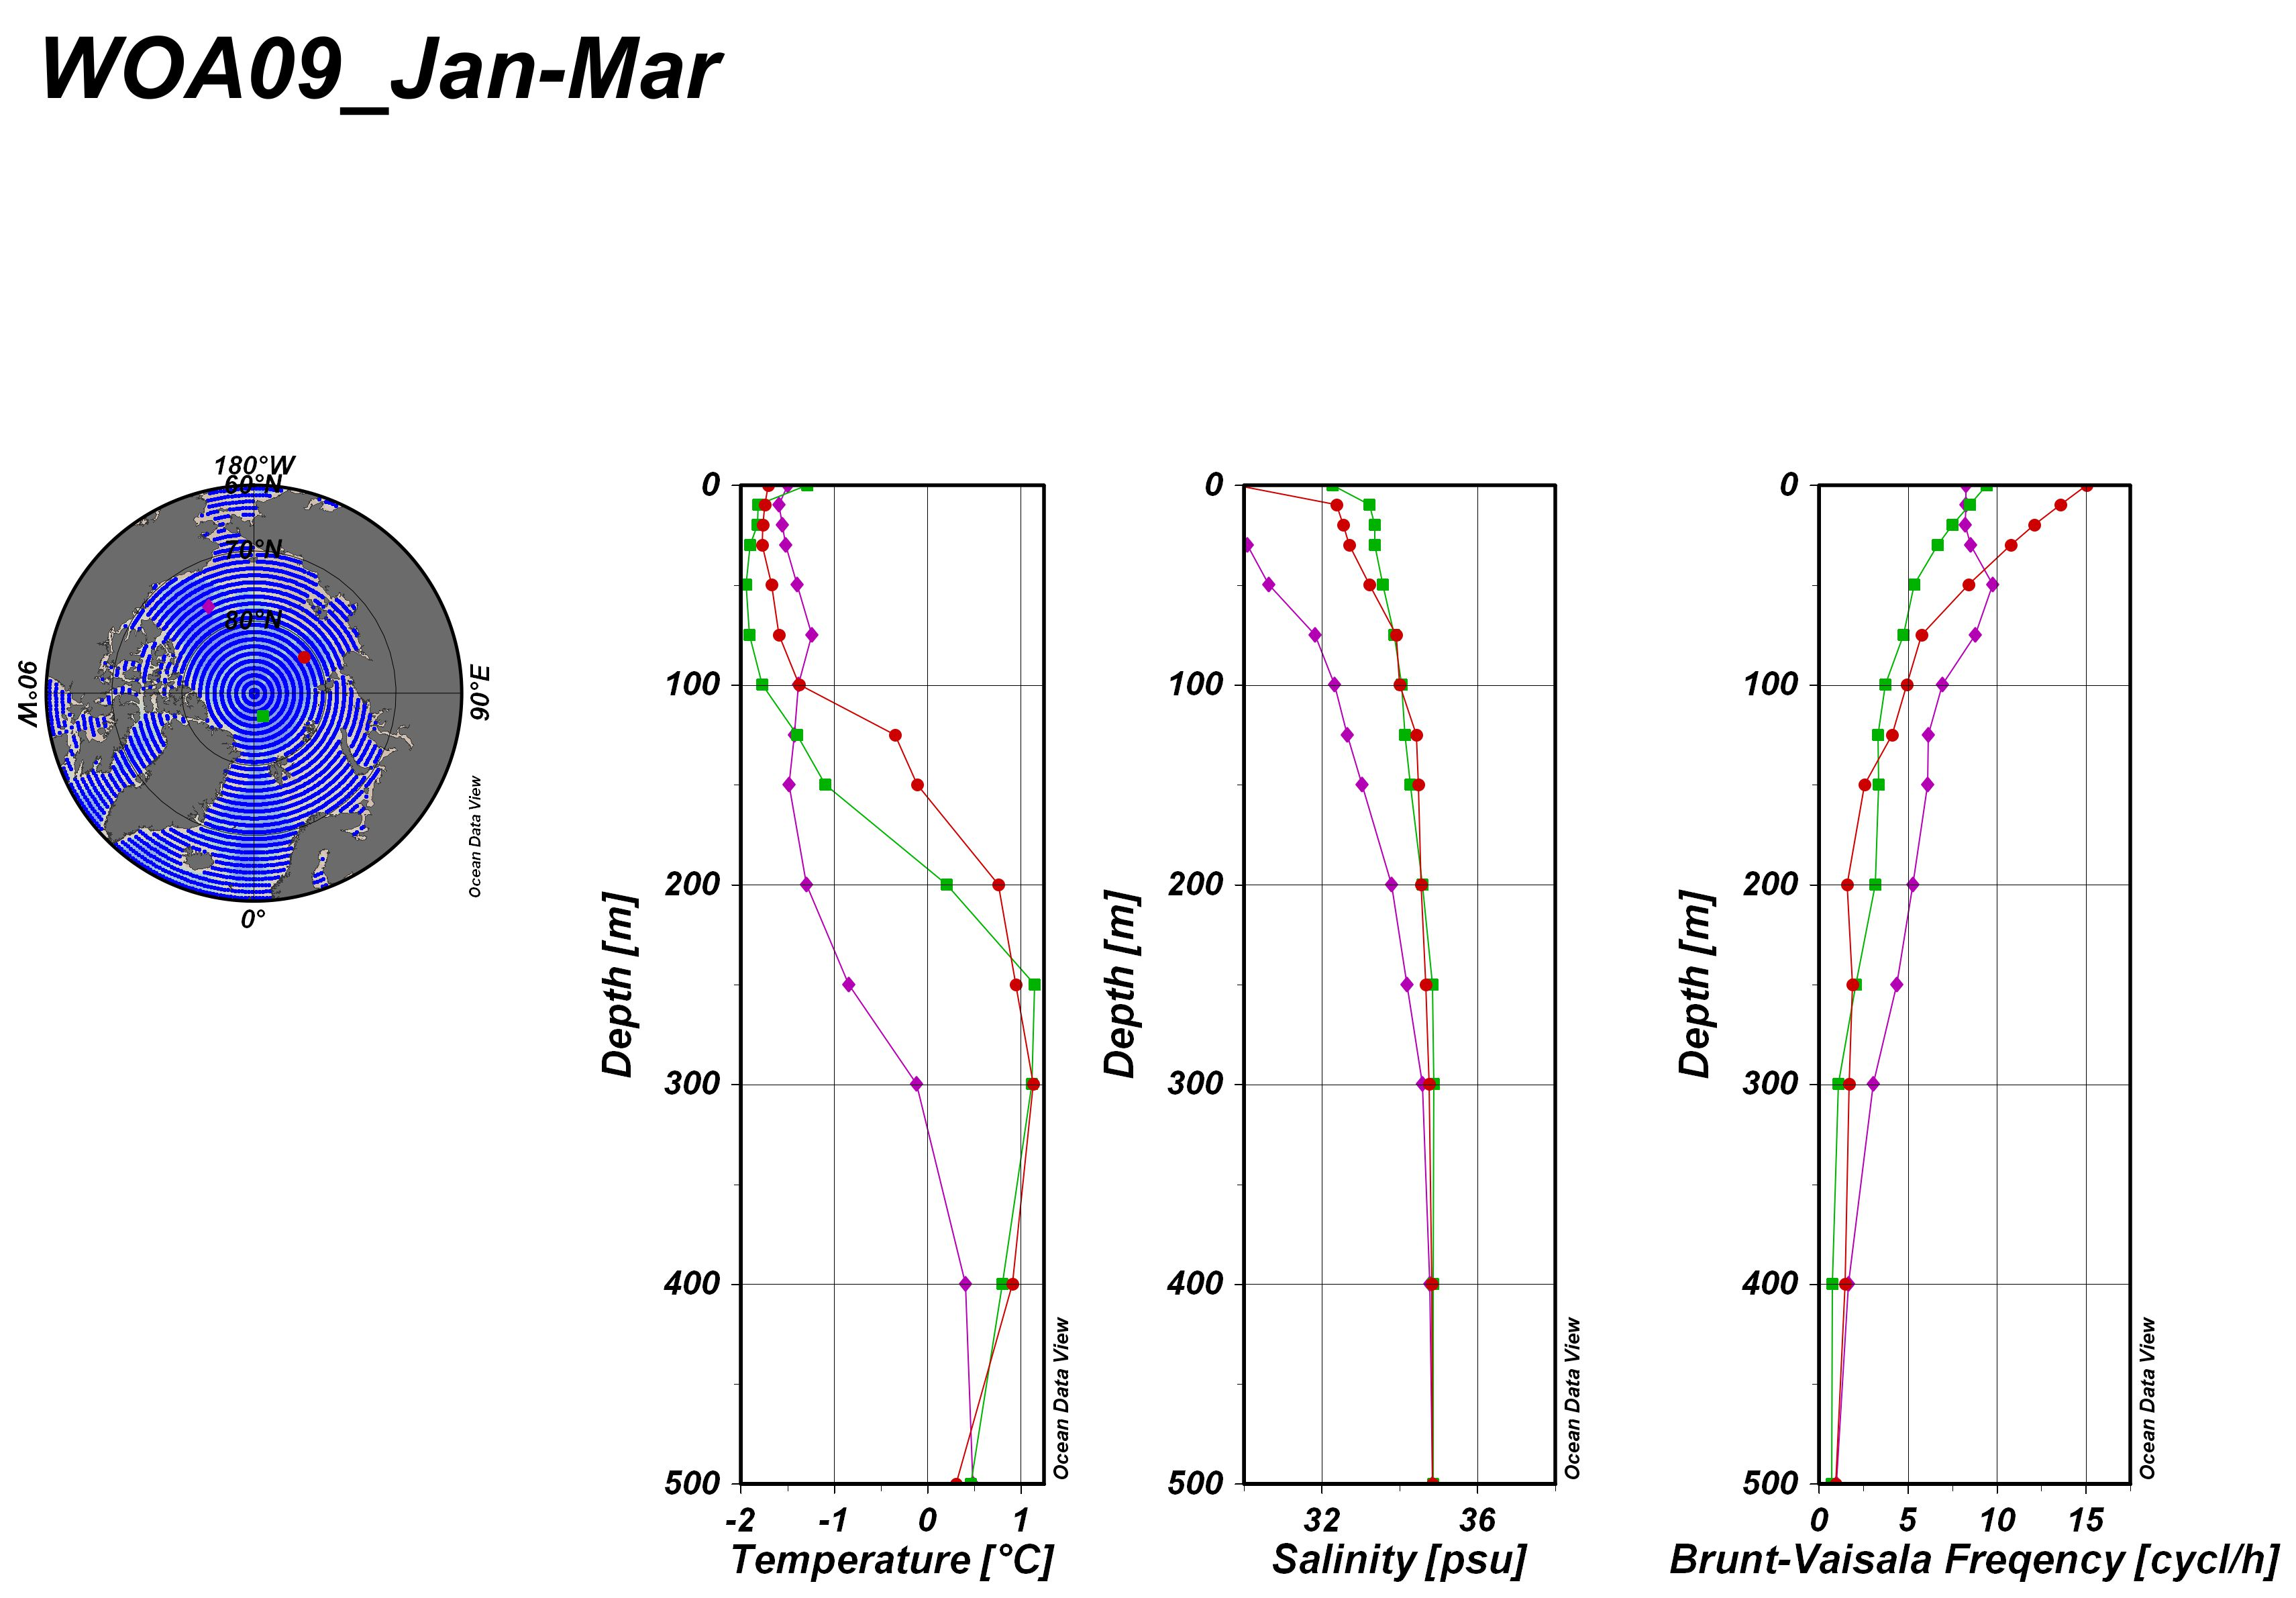 WOA09_Jan-Mar
180°W
60°N
70°N
80°N
90°W
90°E
0°
Ocean Data View
0
100
200
300
400
500
Depth [m]
-2 -1 0 1
Temperature [°C]
Ocean Data View
0
100
200
300
400
500
Depth [m]
32 36
Salinity [psu]
Ocean Data View
0
100
200
300
400
500
Depth [m]
0 5 10 15
Brunt-Vaisala Freqency [cycl/h]
Ocean Data View